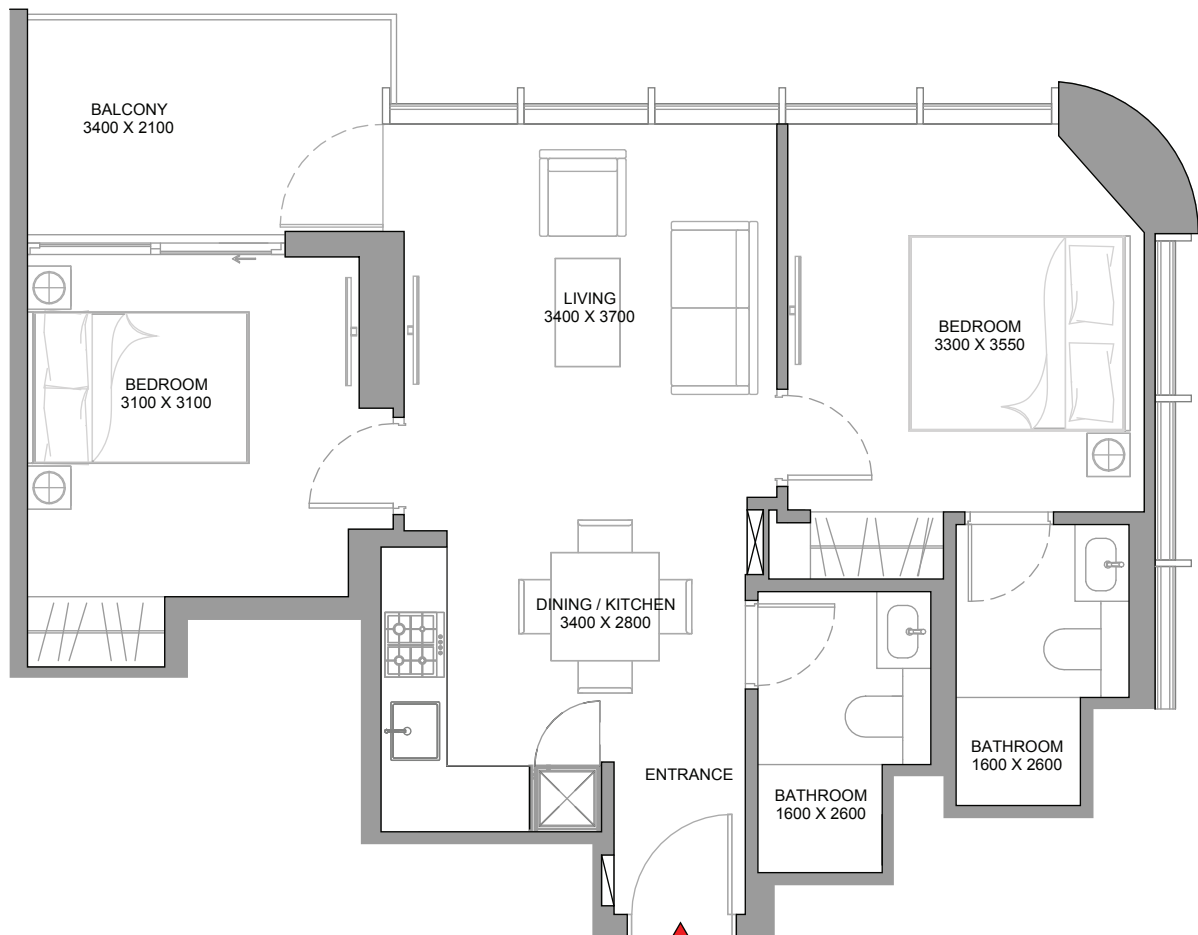 BALCONY
3400 X 2100
LIVING
3400 X 3700
BEDROOM
3300 X 3550
BEDROOM
3100 X 3100
DINING / KITCHEN
3400 X 2800
ENTRANCE
BATHROOM
1600 X 2600
BATHROOM
1600 X 2600